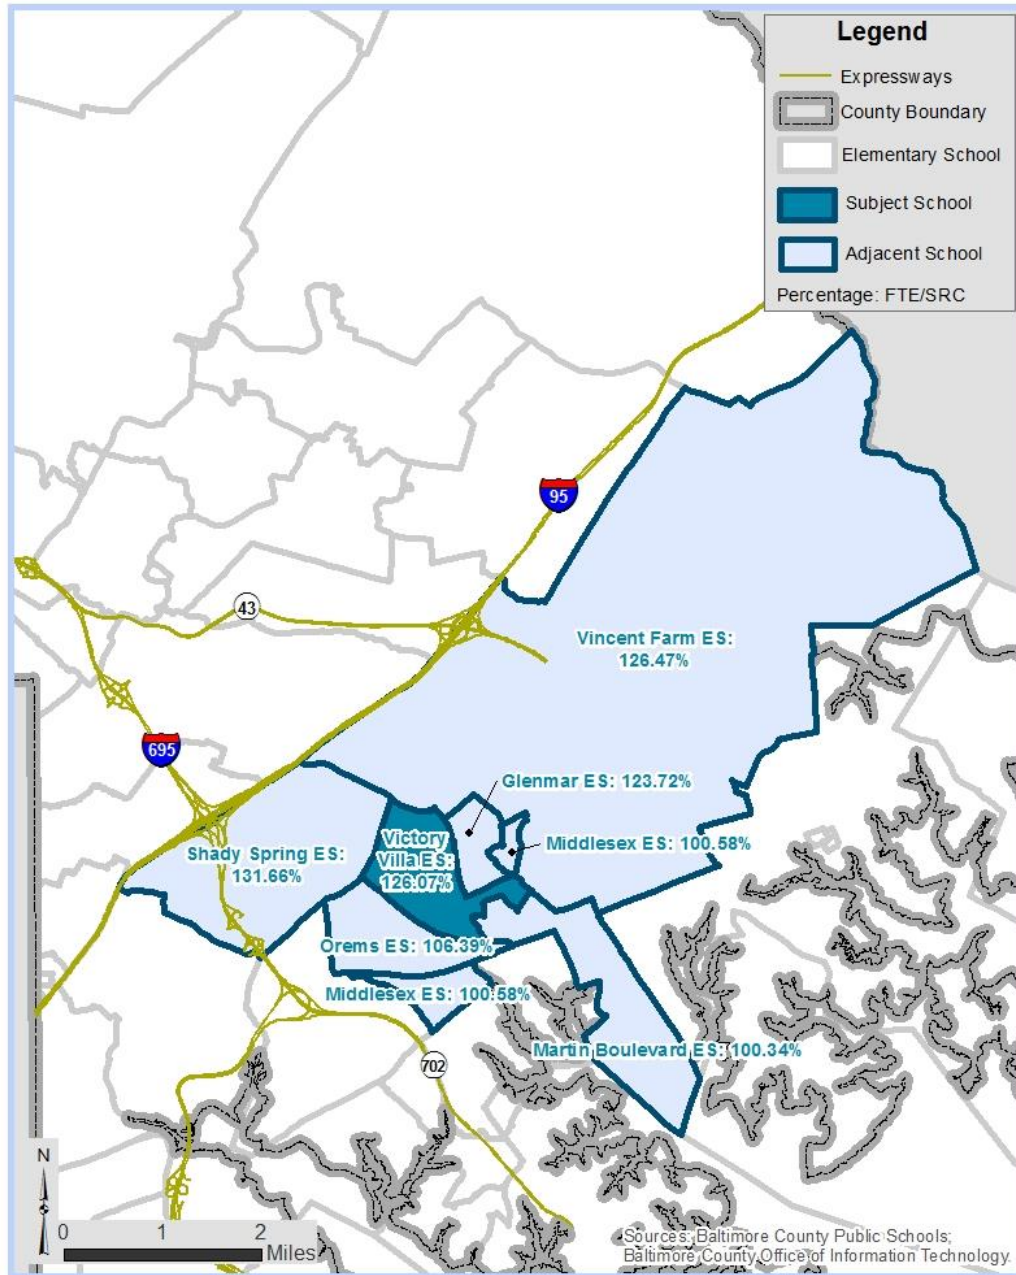 Legend
Expressways
County Boundary
Elementary School
Subject School
Adjacent School
Percentage: FTE/SRC
95
43
Vincent Farm ES:
126.47%
695
Glenmar ES: 123.72%
Victory
Villa ES:
126.07%
Middlesex ES: 100.58%
Shady Spring ES:
131.66%
Orems ES: 106.39%
Middlesex ES: 100.58%
Martin Boulevard ES: 100.34%
702
N
0 1 2
Miles
Sources: Baltimore County Public Schools;
Baltimore County Office of Information Technology.